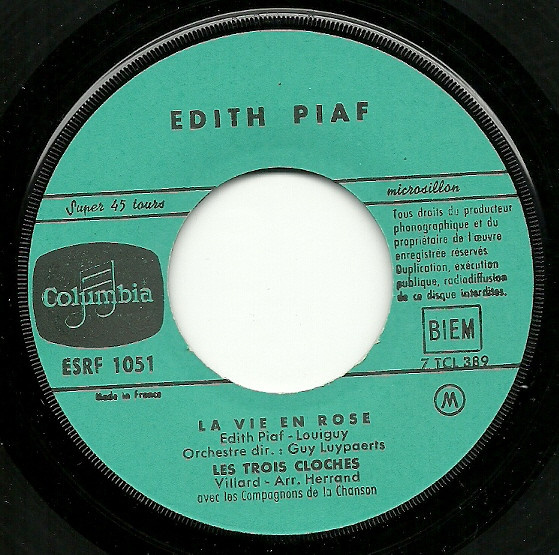 EDITH PIAF
Super 45 tours
microsillon
Tous droits du producteur
phonographique et du
propriétaire de l'œuvre
enregistrée réservés
Duplication, exécution
publique, radiodiffusion
de ce disque interdites.
Columbia
BIEM
ESRF 1051
7 TCL 389
Made in France
M
LA VIE EN ROSE
Edith Piaf - Louiguy
Orchestre dir. : Guy Luypaerts
LES TROIS CLOCHES
Villard - Arr. Herrand
avec les Compagnons de la Chanson